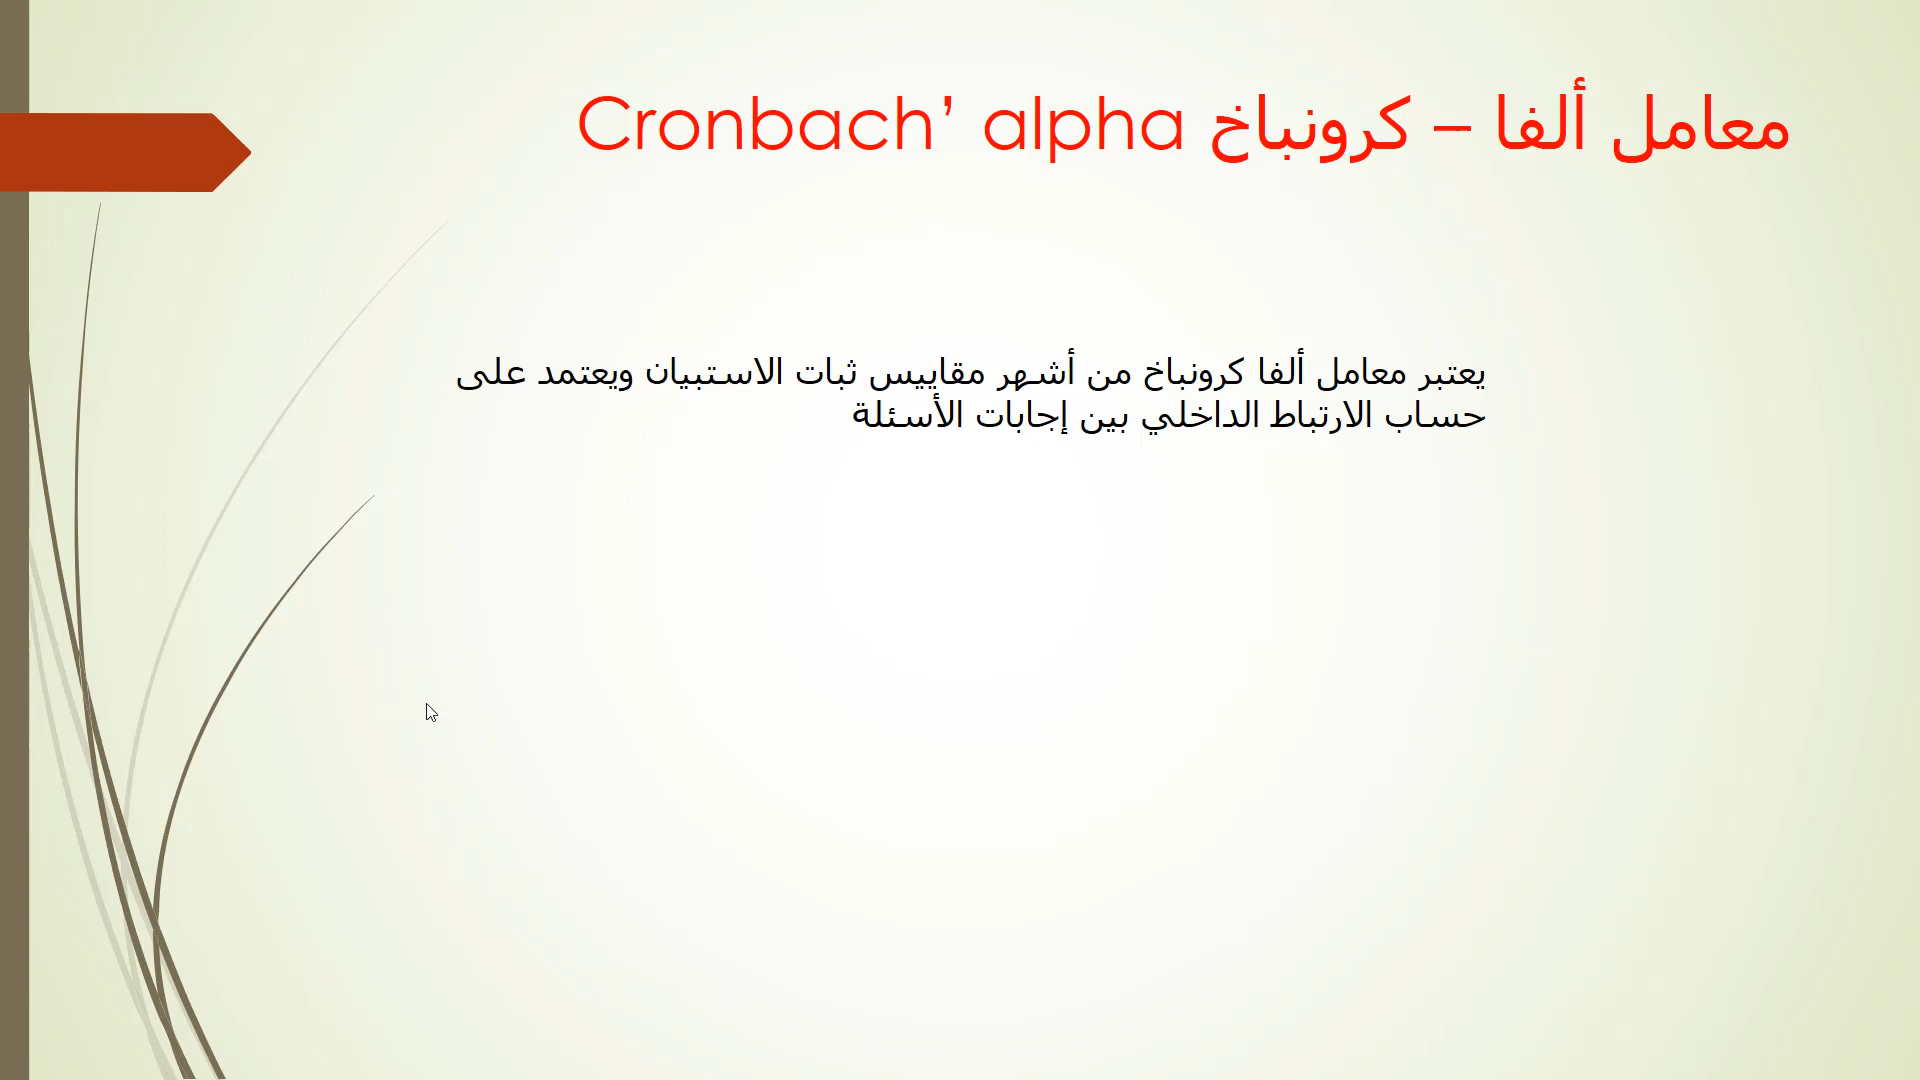 معامل ألفا – كرونباخ Cronbach’ alpha
يعتبر معامل ألفا كرونباخ من أشهر مقاييس ثبات الاستبيان ويعتمد على
حساب الارتباط الداخلي بين إجابات الأسئلة